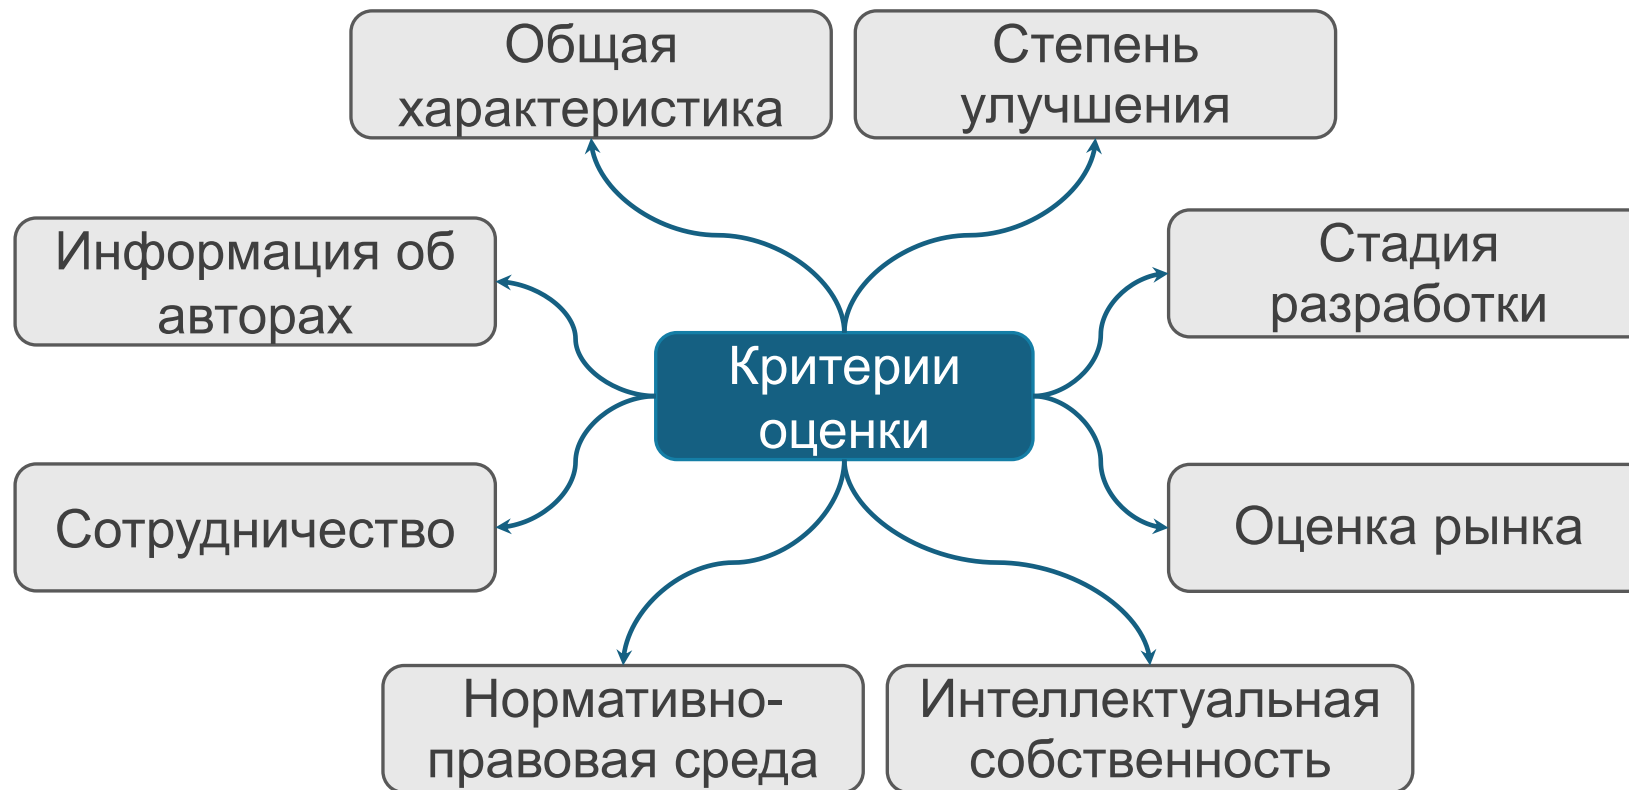 Общая
характеристика
Степень
улучшения
Информация об
авторах
Стадия
разработки
Критерии
оценки
Сотрудничество
Оценка рынка
Нормативно-
правовая среда
Интеллектуальная
собственность